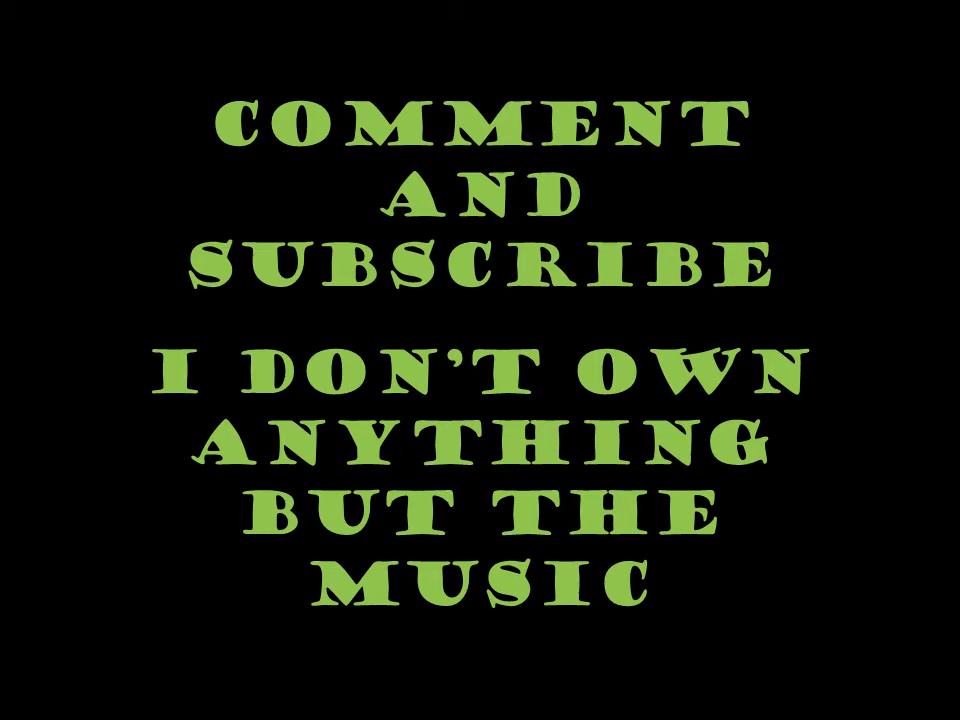 COMMENT
AND
SUBSCRIBE
I DON'T OWN
ANYTHING
BUT THE
MUSIC